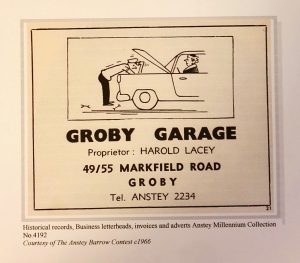 GROBY GARAGE
Proprietor : HAROLD LACEY
49/55 MARKFIELD ROAD
GROBY
Tel. ANSTEY 2234
21
Historical records, Business letterheads, invoices and adverts Anstey Millennium Collection
No.4192
Courtesy of The Anstey Barrow Contest c1966